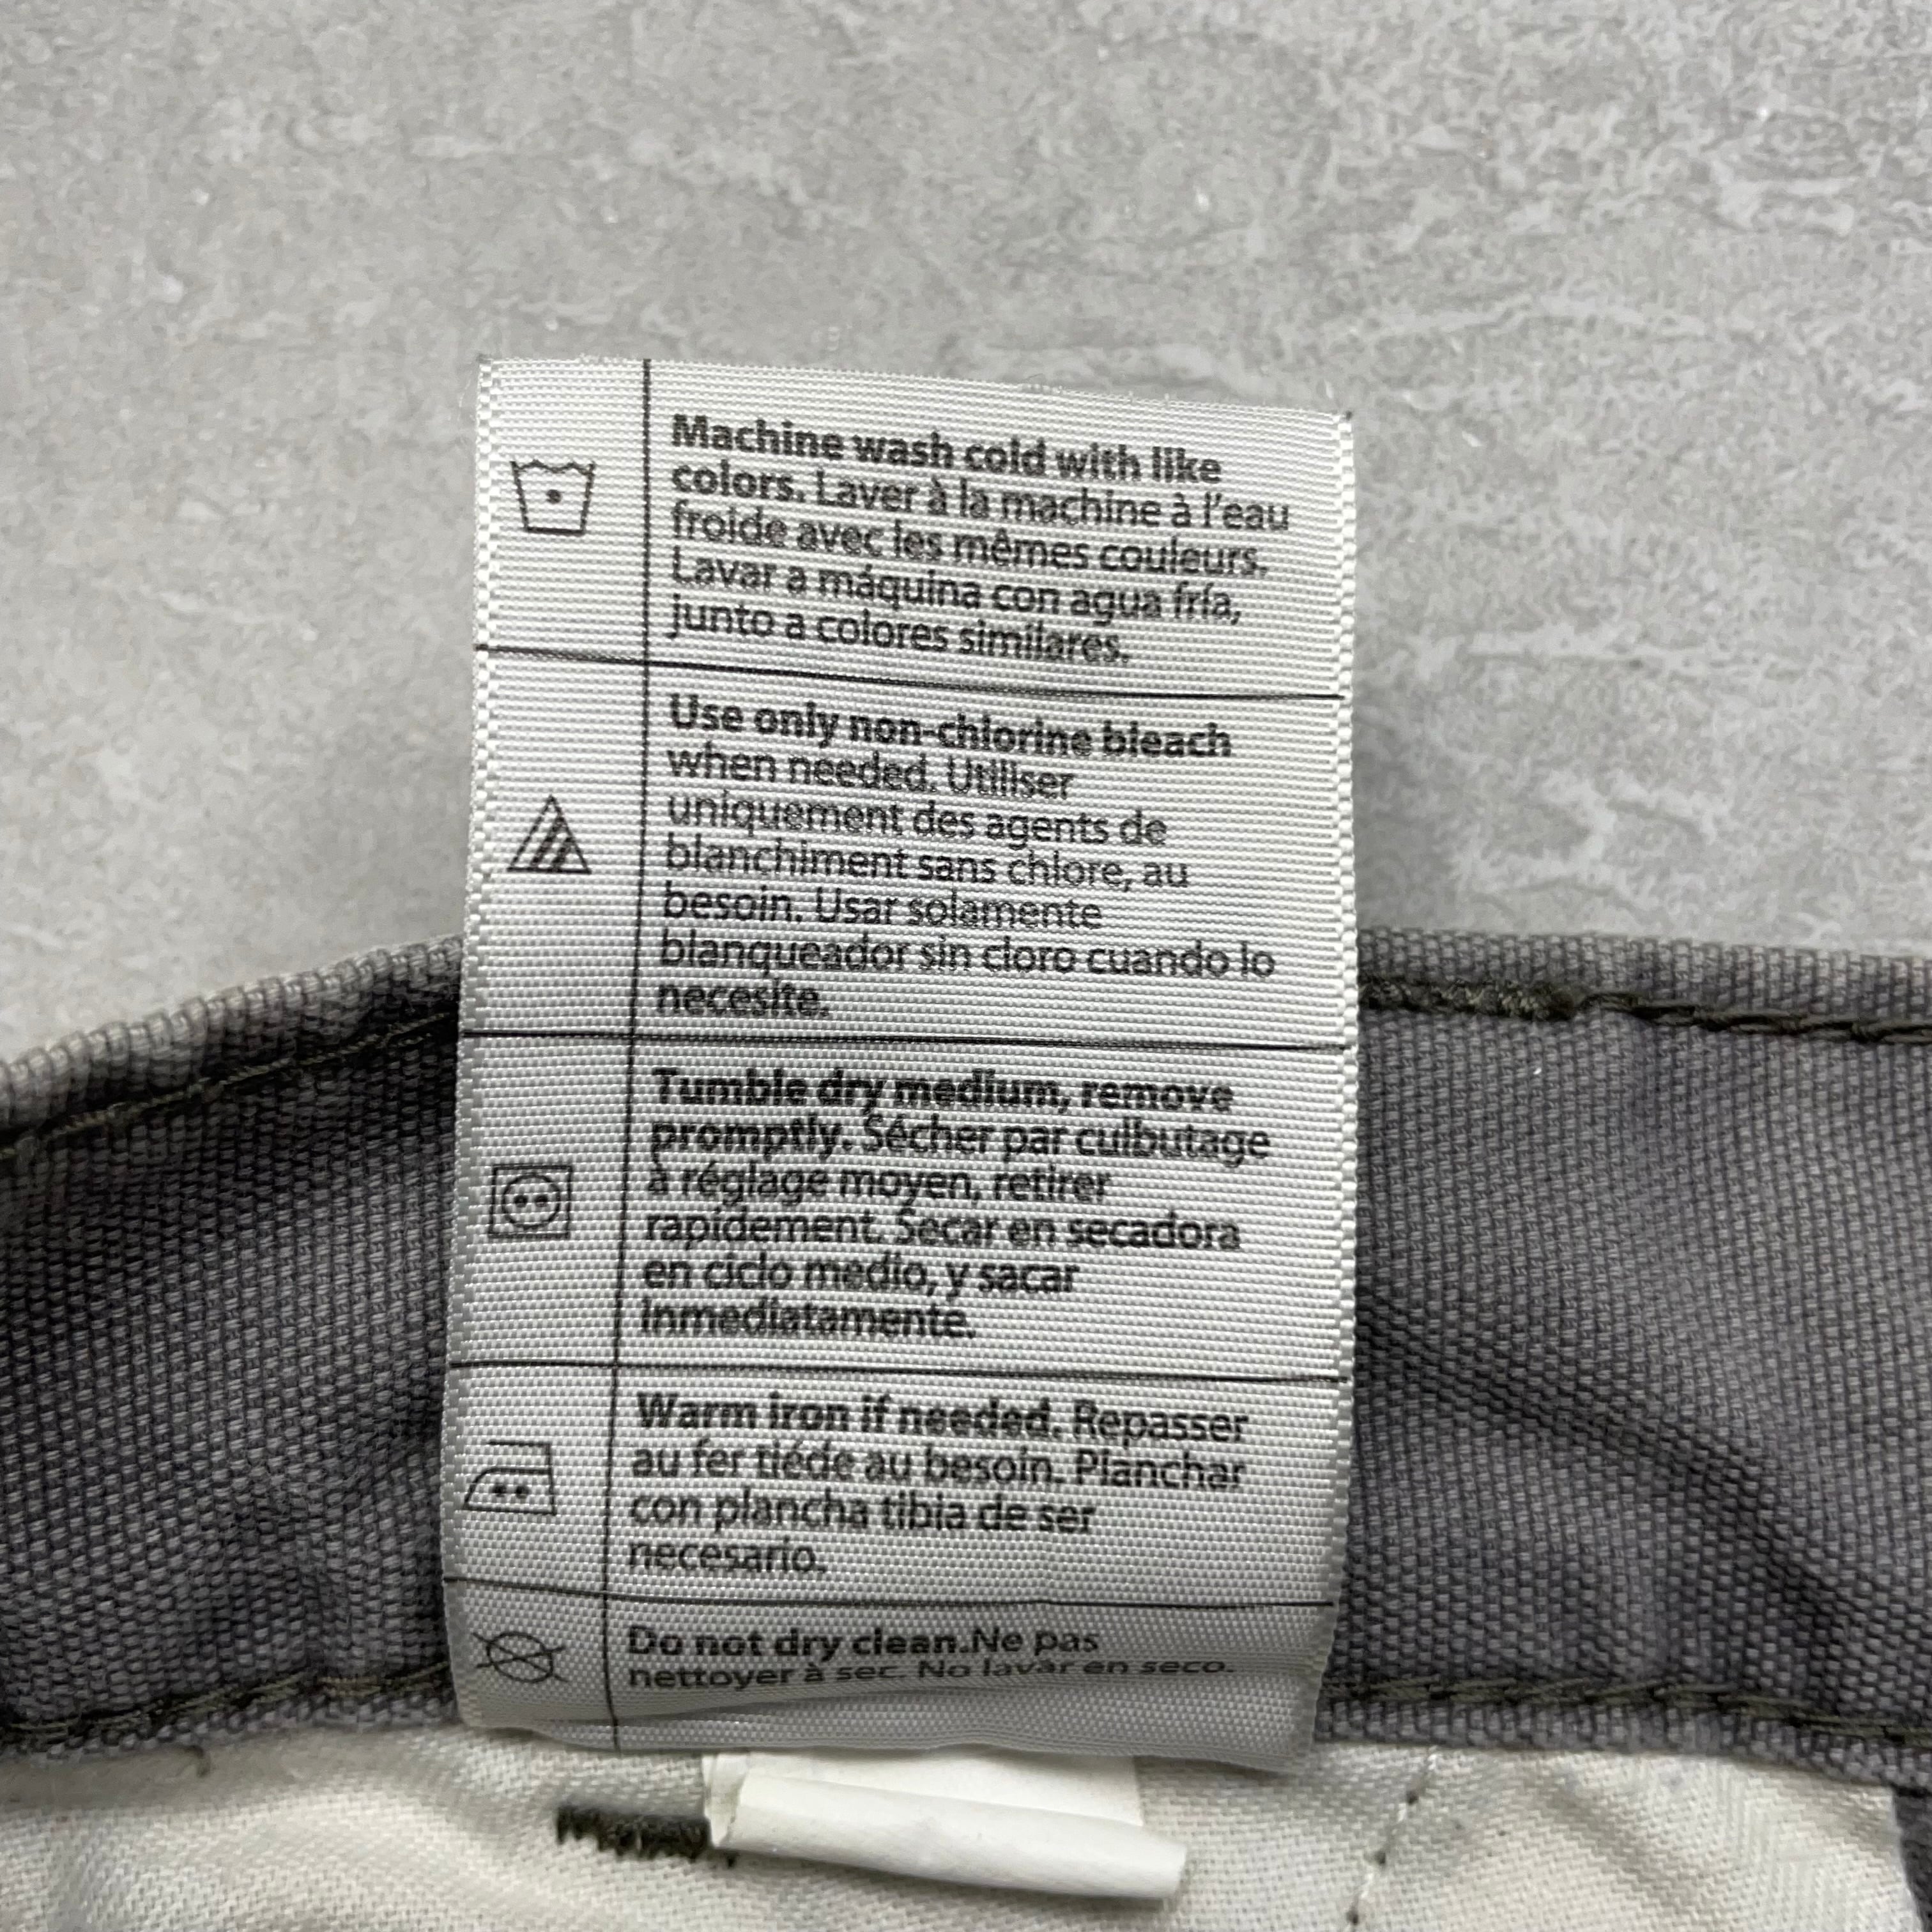 Machine wash cold with like
colors. Laver à la machine à l'eau
froide avec les mêmes couleurs.
Lavar a máquina con agua fría,
junto a colores similares.
Use only non-chlorine bleach
when needed. Utiliser
uniquement des agents de
blanchiment sans chlore, au
besoin. Usar solamente
blanqueador sin cloro cuando lo
necesite.
Tumble dry medium, remove
promptly. Sécher par culbutage
à réglage moyen, retirer
rapidement. Secar en secadora
en ciclo medio, y sacar
inmediatamente.
Warm iron if needed. Repasser
au fer tiéde au besoin. Planchar
con plancha tibia de ser
necesario.
Do not dry clean.Ne pas
nettoyer à sec. No lavar en seco.